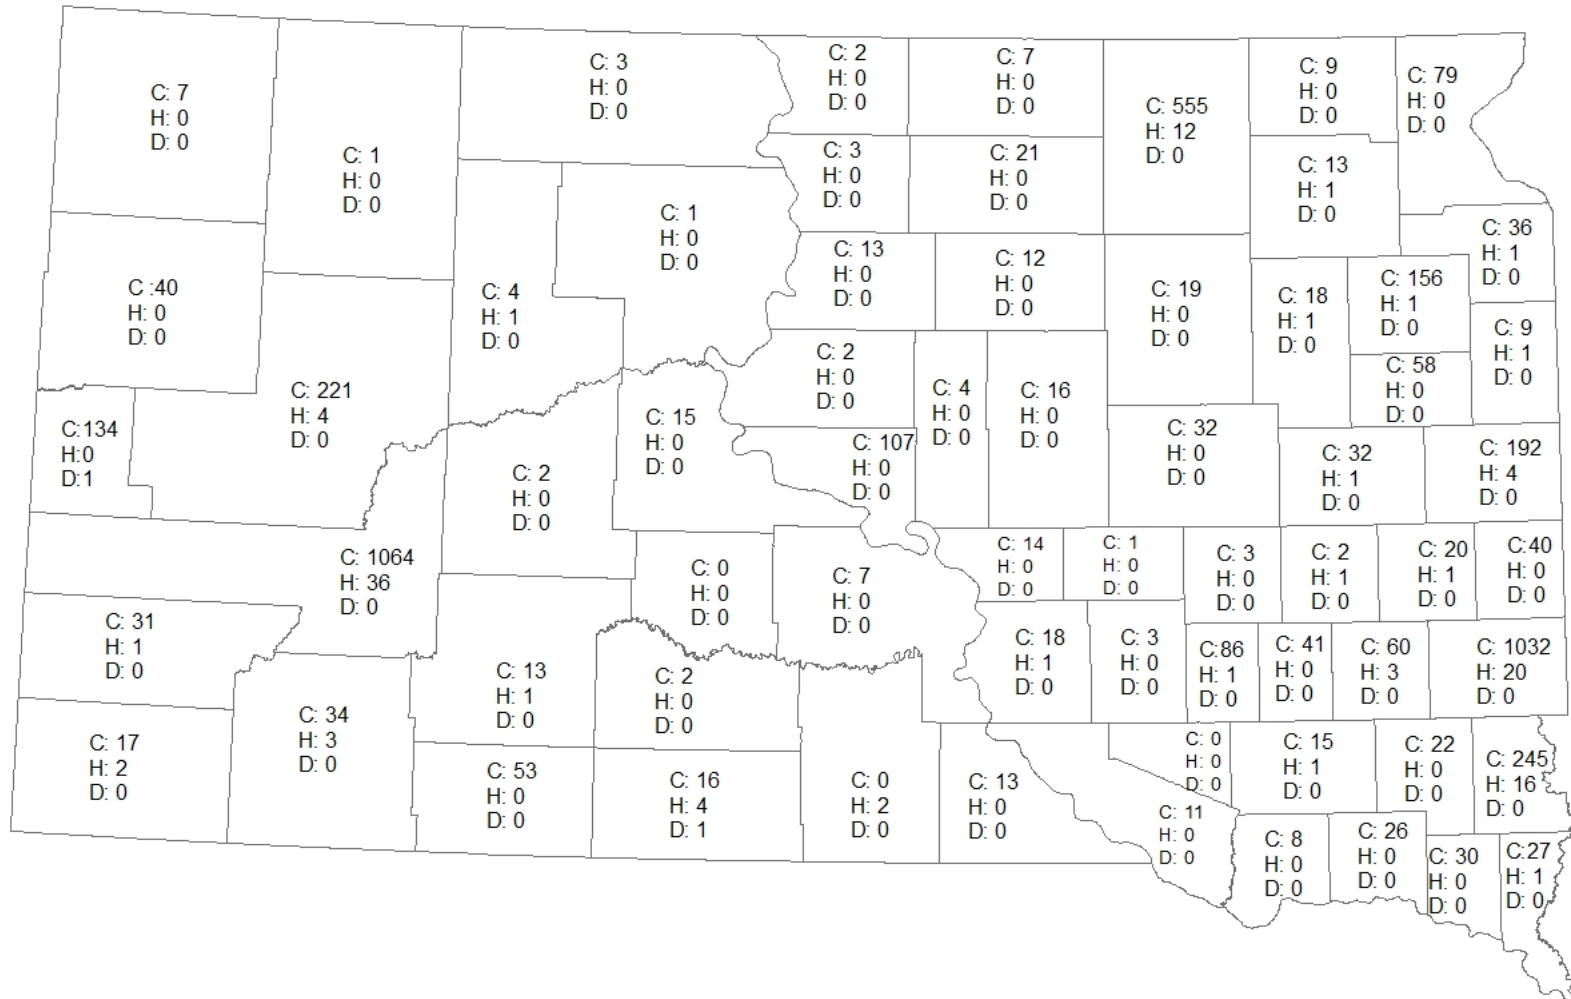 C: 7
H: 0
D: 0
C: 1
H: 0
D: 0
C: 3
H: 0
D: 0
C: 2
H: 0
D: 0
C: 7
H: 0
D: 0
C: 555
H: 12
D: 0
C: 9
H: 0
D: 0
C: 79
H: 0
D: 0
C: 3
H: 0
D: 0
C: 21
H: 0
D: 0
C: 13
H: 1
D: 0
C :40
H: 0
D: 0
C: 4
H: 1
D: 0
C: 1
H: 0
D: 0
C: 13
H: 0
D: 0
C: 12
H: 0
D: 0
C: 19
H: 0
D: 0
C: 18
H: 1
D: 0
C: 156
H: 1
D: 0
C: 36
H: 1
D: 0
C: 221
H: 4
D: 0
C: 2
H: 0
D: 0
C: 4
H: 0
D: 0
C: 16
H: 0
D: 0
C: 58
H: 0
D: 0
C: 9
H: 1
D: 0
C:134
H:0
D:1
C: 2
H: 0
D: 0
C: 15
H: 0
D: 0
C: 107
H: 0
D: 0
C: 32
H: 0
D: 0
C: 32
H: 1
D: 0
C: 192
H: 4
D: 0
C: 1064
H: 36
D: 0
C: 0
H: 0
D: 0
C: 7
H: 0
D: 0
C: 14
H: 0
D: 0
C: 1
H: 0
D: 0
C: 3
H: 0
D: 0
C: 2
H: 1
D: 0
C: 20
H: 1
D: 0
C:40
H: 0
D: 0
C: 31
H: 1
D: 0
C: 13
H: 1
D: 0
C: 2
H: 0
D: 0
C: 18
H: 1
D: 0
C: 3
H: 0
D: 0
C:86
H: 1
D: 0
C: 41
H: 0
D: 0
C: 60
H: 3
D: 0
C: 1032
H: 20
D: 0
C: 17
H: 2
D: 0
C: 34
H: 3
D: 0
C: 53
H: 0
D: 0
C: 16
H: 4
D: 1
C: 0
H: 2
D: 0
C: 13
H: 0
D: 0
C: 11
H: 0
D: 0
C: 0
H: 0
D: 0
C: 15
H: 1
D: 0
C: 22
H: 0
D: 0
C: 245
H: 16
D: 0
C: 8
H: 0
D: 0
C: 26
H: 0
D: 0
C: 30
H: 0
D: 0
C:27
H: 1
D: 0